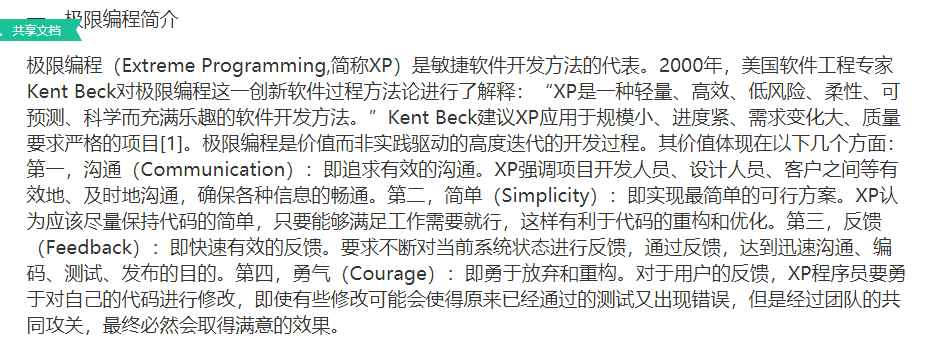 一、极限编程简介
共享文档
极限编程（Extreme Programming,简称XP）是敏捷软件开发方法的代表。2000年，美国软件工程专家
Kent Beck对极限编程这一创新软件过程方法论进行了解释：“XP是一种轻量、高效、低风险、柔性、可
预测、科学而充满乐趣的软件开发方法。”Kent Beck建议XP应用于规模小、进度紧、需求变化大、质量
要求严格的项目[1]。极限编程是价值而非实践驱动的高度迭代的开发过程。其价值体现在以下几个方面：
第一，沟通（Communication）：即追求有效的沟通。XP强调项目开发人员、设计人员、客户之间等有
效地、及时地沟通，确保各种信息的畅通。第二，简单（Simplicity）：即实现最简单的可行方案。XP认
为应该尽量保持代码的简单，只要能够满足工作需要就行，这样有利于代码的重构和优化。第三，反馈
（Feedback）：即快速有效的反馈。要求不断对当前系统状态进行反馈，通过反馈，达到迅速沟通、编
码、测试、发布的目的。第四，勇气（Courage）：即勇于放弃和重构。对于用户的反馈，XP程序员要勇
于对自己的代码进行修改，即使有些修改可能会使得原来已经通过的测试又出现错误，但是经过团队的共
同攻关，最终必然会取得满意的效果。